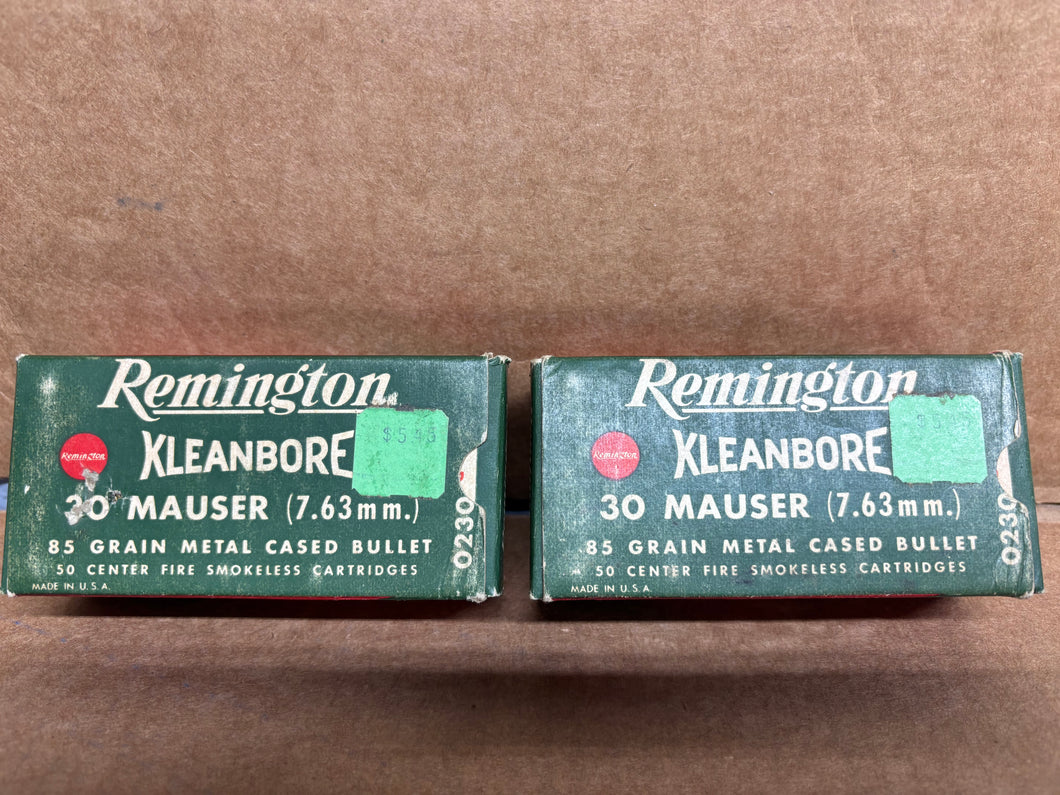 Remington
KLEANBORE
$5.45
Remington
30 MAUSER (7.63mm.)
85 GRAIN METAL CASED BULLET
50 CENTER FIRE SMOKELESS CARTRIDGES
MADE IN U.S.A.
0230
Remington
KLEANBORE
Remington
30 MAUSER (7.63mm.)
85 GRAIN METAL CASED BULLET
50 CENTER FIRE SMOKELESS CARTRIDGES
MADE IN U.S.A.
0230